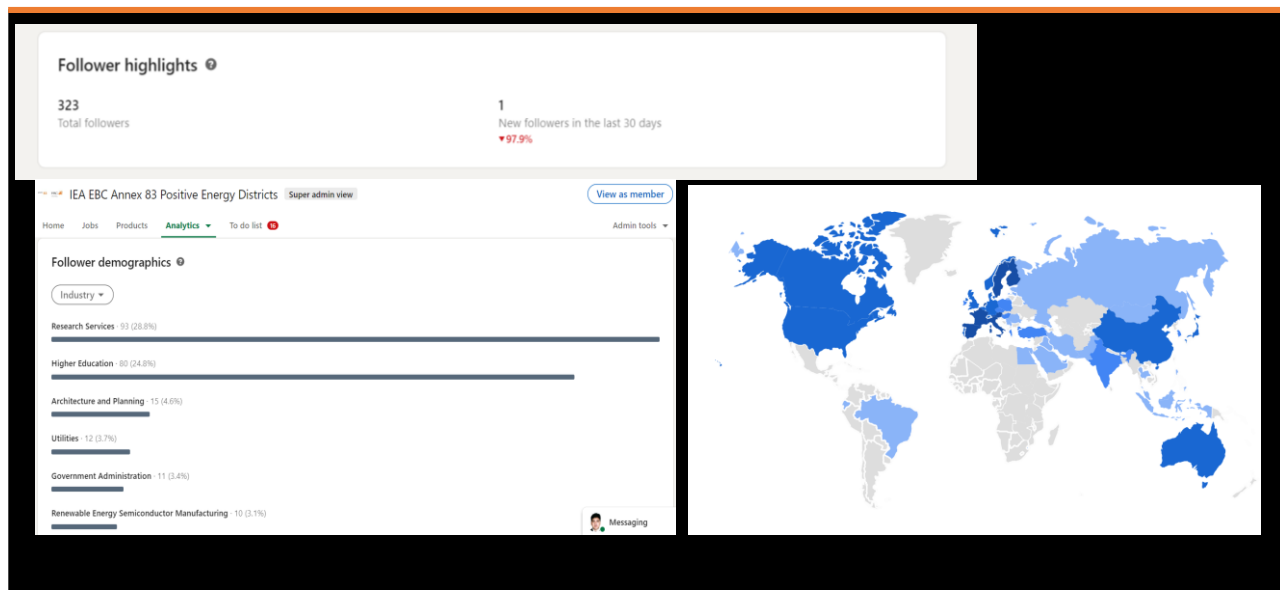 Follower highlights
323
Total followers
1
New followers in the last 30 days
▼97.9%
IEA EBC Annex 83 Positive Energy Districts Super admin view View as member
Home Jobs Products Analytics To do list 16 Admin tools
Follower demographics
Industry
Research Services · 93 (28.8%)
Higher Education · 80 (24.8%)
Architecture and Planning · 15 (4.6%)
Utilities · 12 (3.7%)
Government Administration · 11 (3.4%)
Renewable Energy Semiconductor Manufacturing · 10 (3.1%)
Messaging